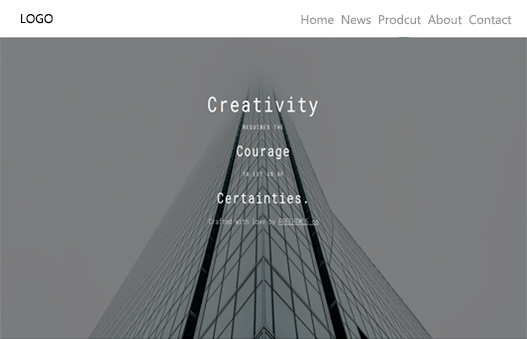 LOGO
Home News Prodcut About Contact
Creativity
REQUIRES THE
Courage
TO LET GO OF
Certainties.
Crafted with love by